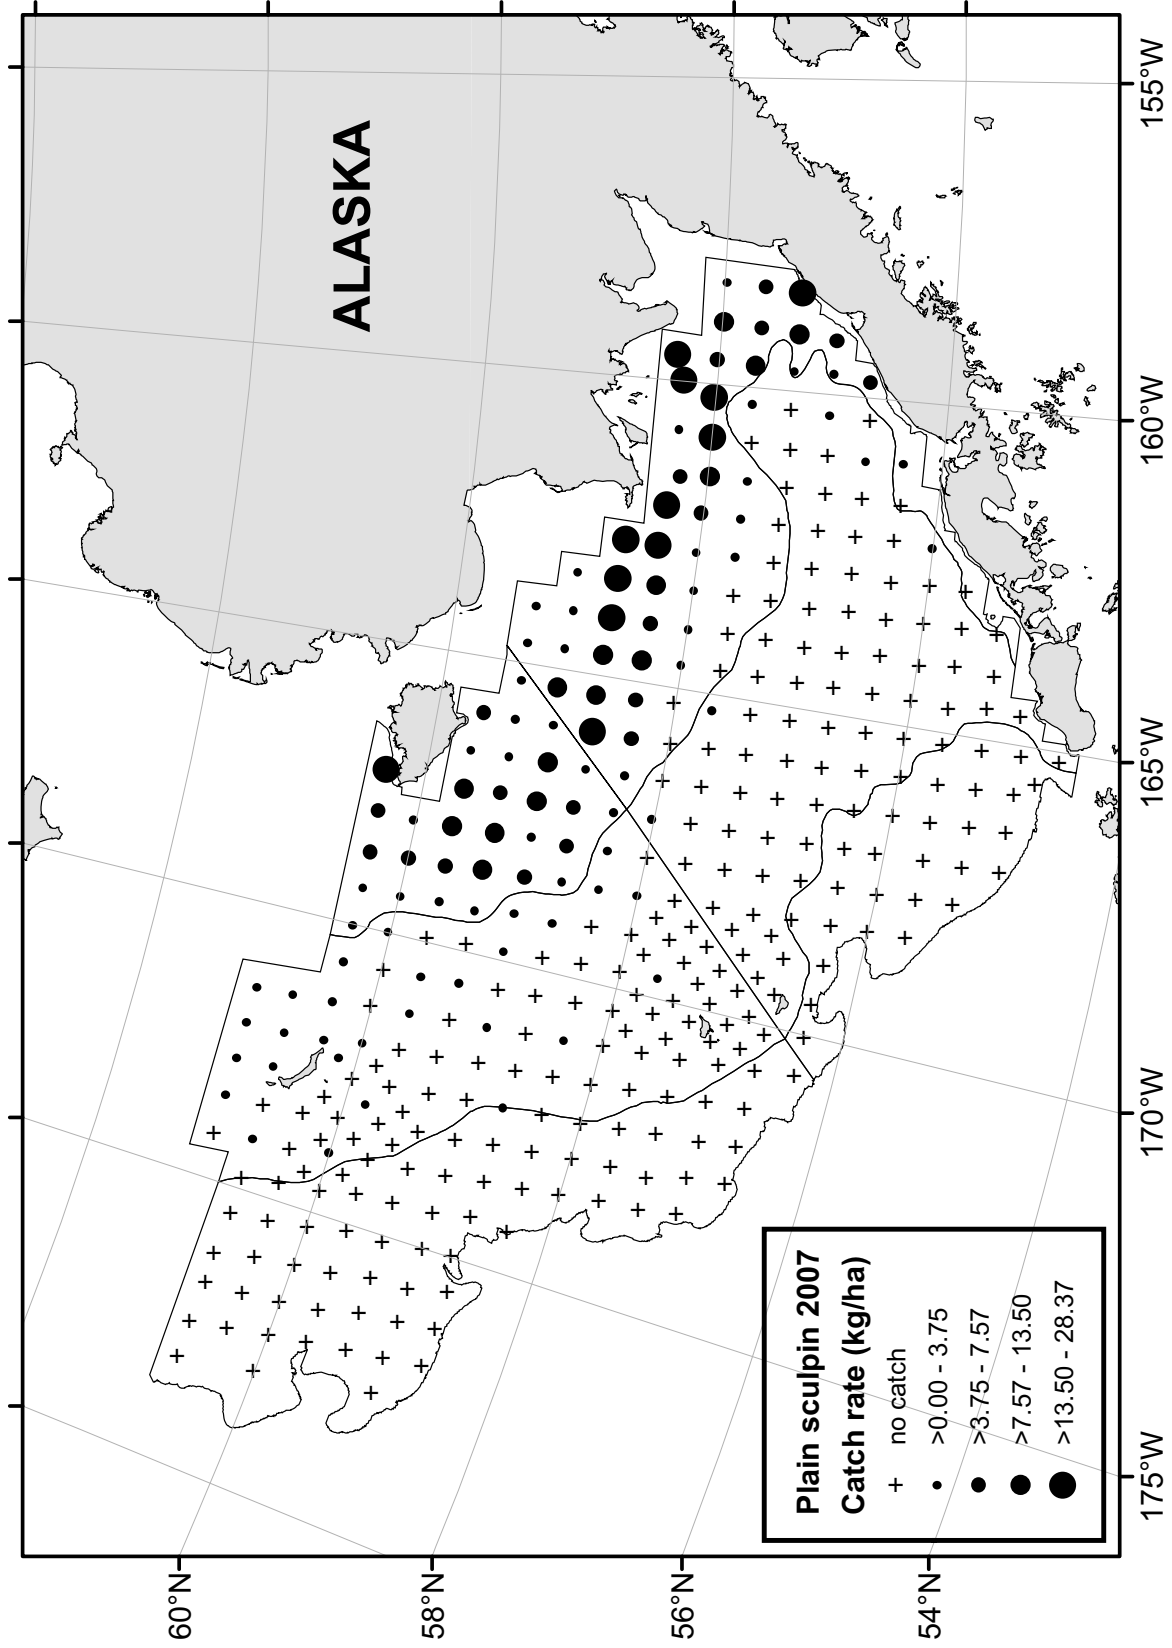 ALASKA
60°N
58°N
56°N
54°N
175°W
170°W
165°W
160°W
155°W
Plain sculpin 2007
Catch rate (kg/ha)
+ no catch
>0.00 - 3.75
>3.75 - 7.57
>7.57 - 13.50
>13.50 - 28.37